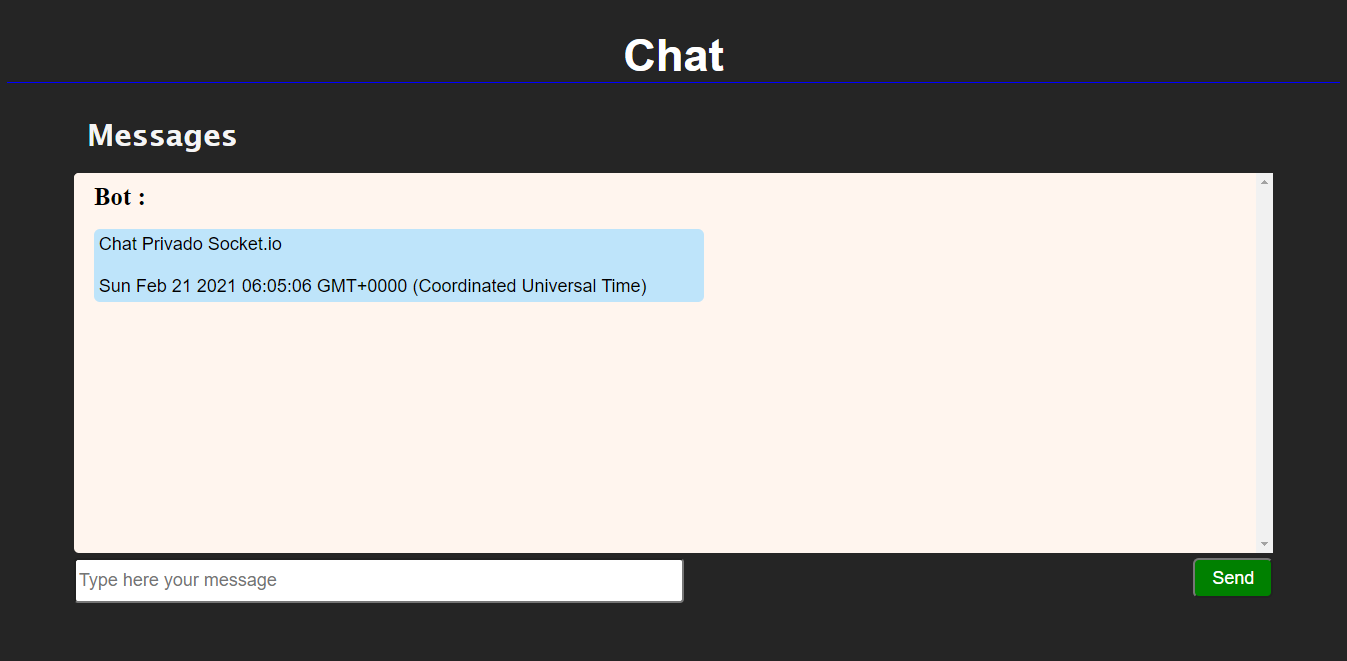 Chat
Messages
Bot :
Chat Privado Socket.io
Sun Feb 21 2021 06:05:06 GMT+0000 (Coordinated Universal Time)
Type here your message
Send